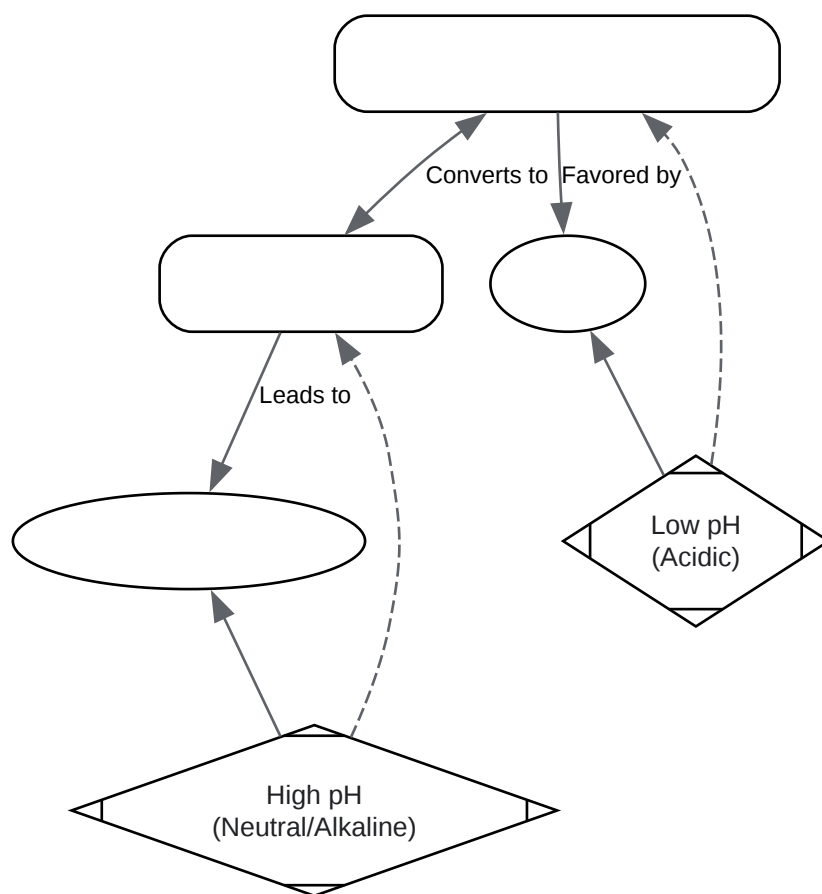 Converts to
Favored by
Leads to
Low pH
(Acidic)
High pH
(Neutral/Alkaline)